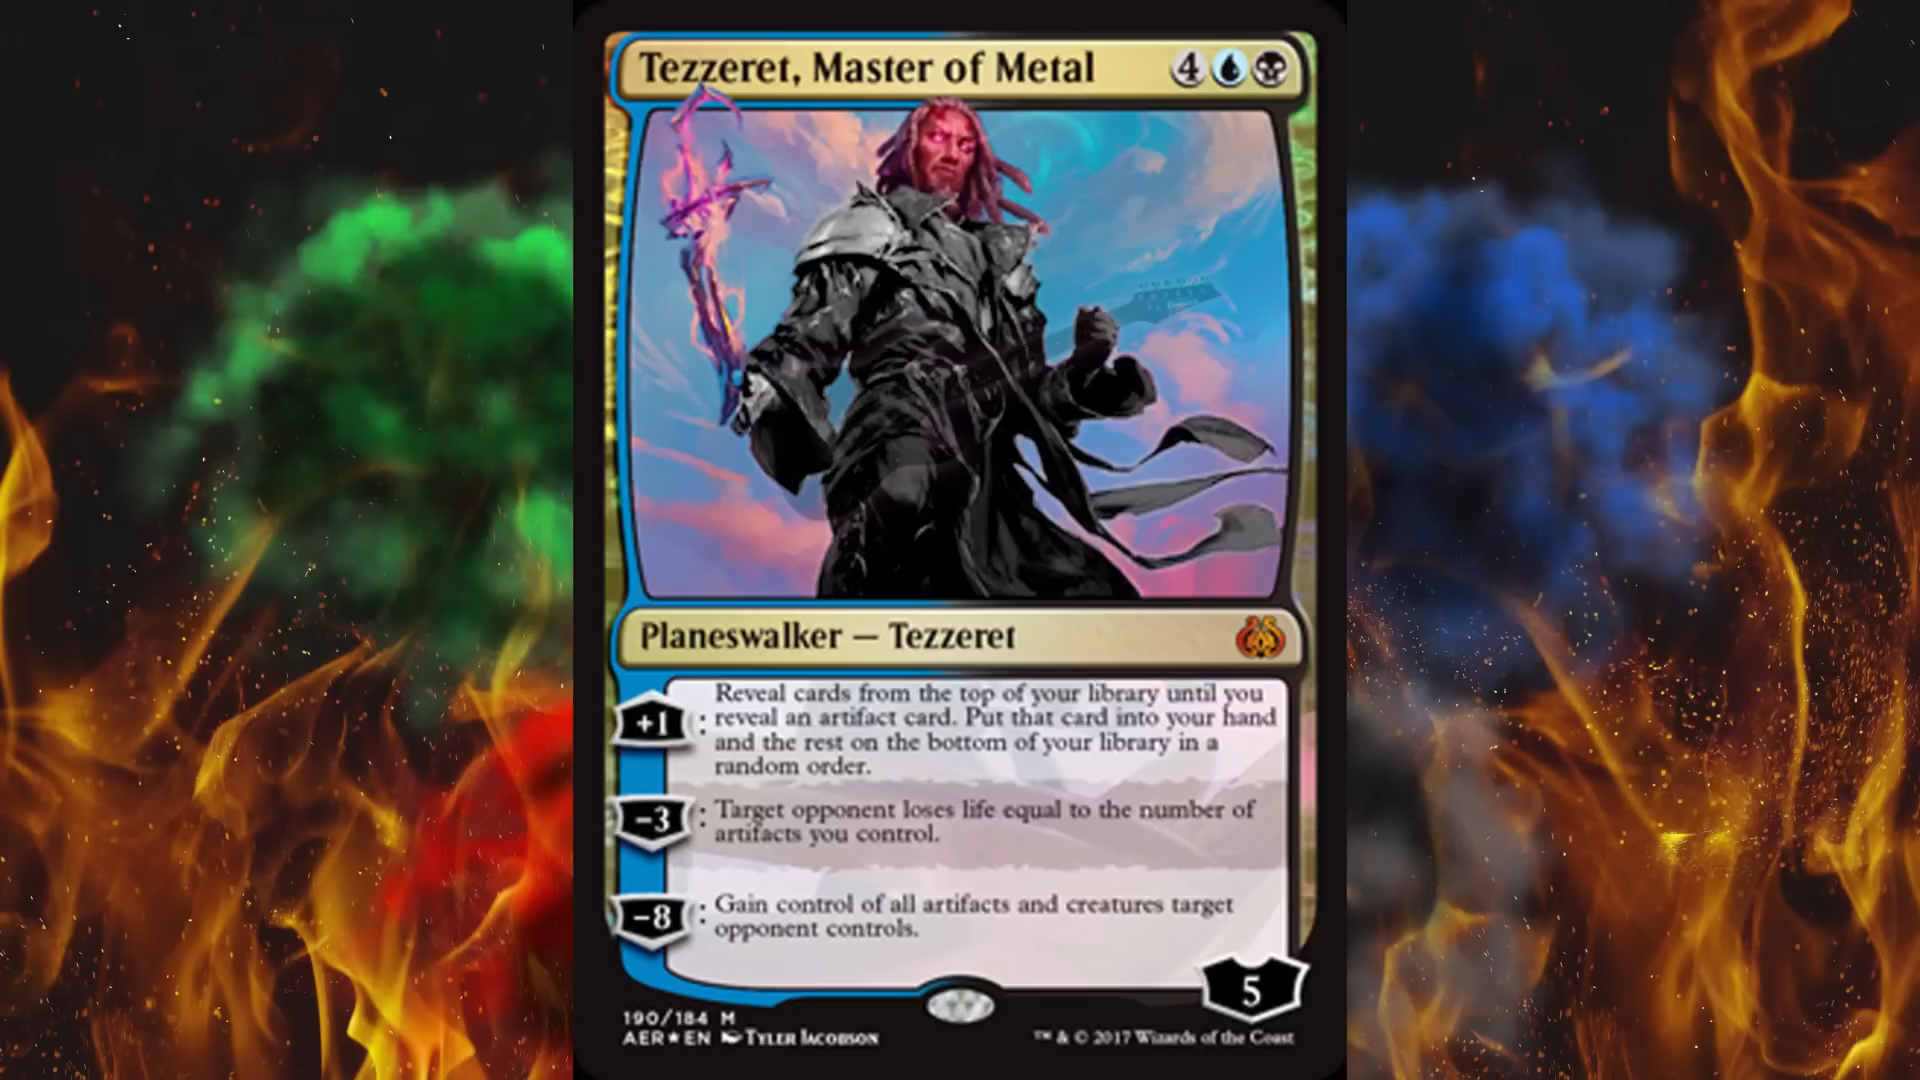 Tezzeret, Master of Metal 4
Planeswalker — Tezzeret
+1 : Reveal cards from the top of your library until you
reveal an artifact card. Put that card into your hand
and the rest on the bottom of your library in a
random order.
−3 : Target opponent loses life equal to the number of
artifacts you control.
−8 : Gain control of all artifacts and creatures target
opponent controls.
5
190/184 M
AER★EN Tyler Jacobson
™ & © 2017 Wizards of the Coast